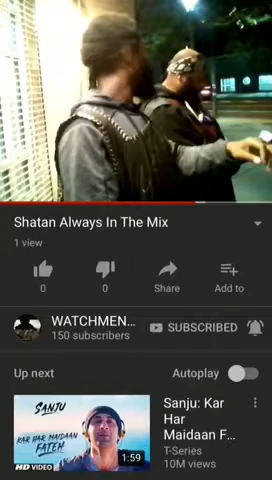 Shatan Always In The Mix
1 view
0
0
Share
Add to
WATCHMEN...
150 subscribers
SUBSCRIBED
Up next
Autoplay
SANJU
KAR HAR MAIDAAN
FATEH
HD VIDEO
1:59
Sanju: Kar
Har
Maidaan F...
T-Series
10M views